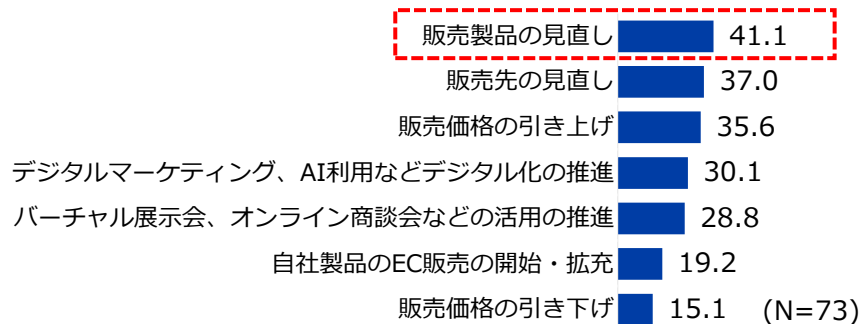 販売製品の見直し 41.1
販売先の見直し 37.0
販売価格の引き上げ 35.6
デジタルマーケティング、AI利用などデジタル化の推進 30.1
バーチャル展示会、オンライン商談会などの活用の推進 28.8
自社製品のEC販売の開始・拡充 19.2
販売価格の引き下げ 15.1 (N=73)